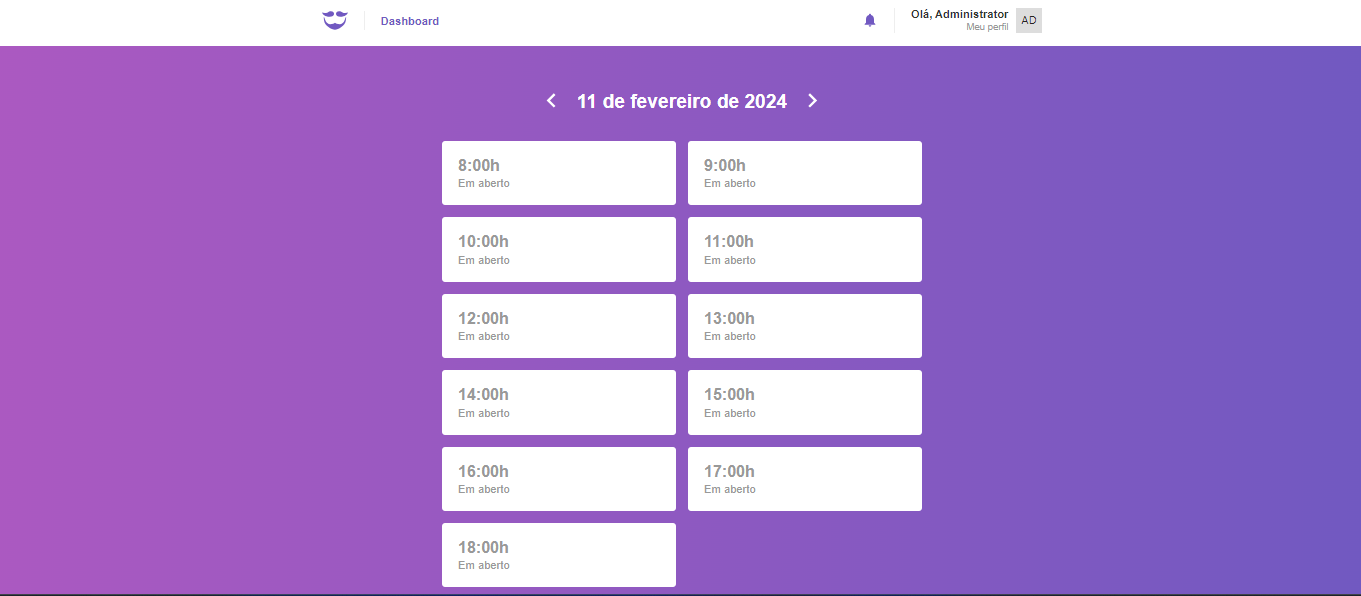 Dashboard
Olá, Administrator
Meu perfil
AD
11 de fevereiro de 2024
8:00h
Em aberto
9:00h
Em aberto
10:00h
Em aberto
11:00h
Em aberto
12:00h
Em aberto
13:00h
Em aberto
14:00h
Em aberto
15:00h
Em aberto
16:00h
Em aberto
17:00h
Em aberto
18:00h
Em aberto